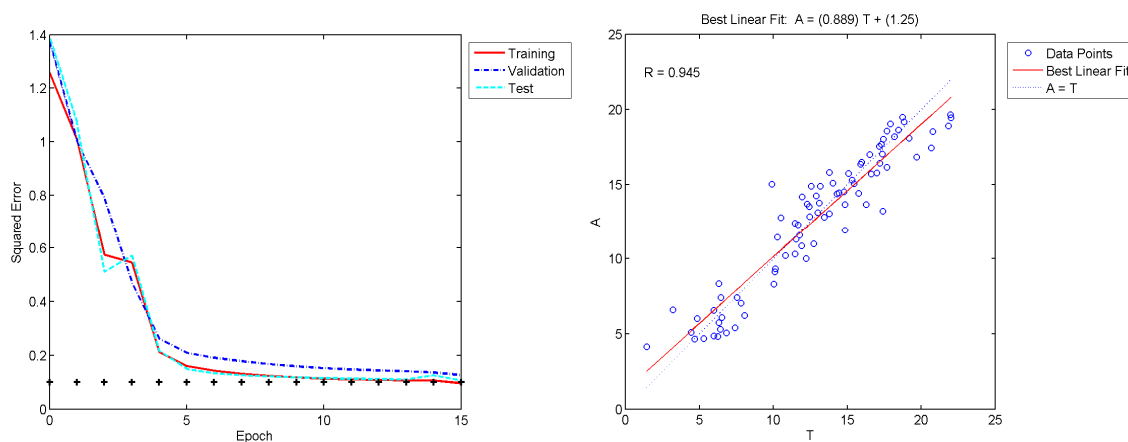 1.4
1.2
1
0.8
0.6
0.4
0.2
0
Squared Error
0 5 10 15
Epoch
Training
Validation
Test
Best Linear Fit: A = (0.889) T + (1.25)
R = 0.945
25
20
15
10
5
0
A
0 5 10 15 20 25
T
Data Points
Best Linear Fit
A = T